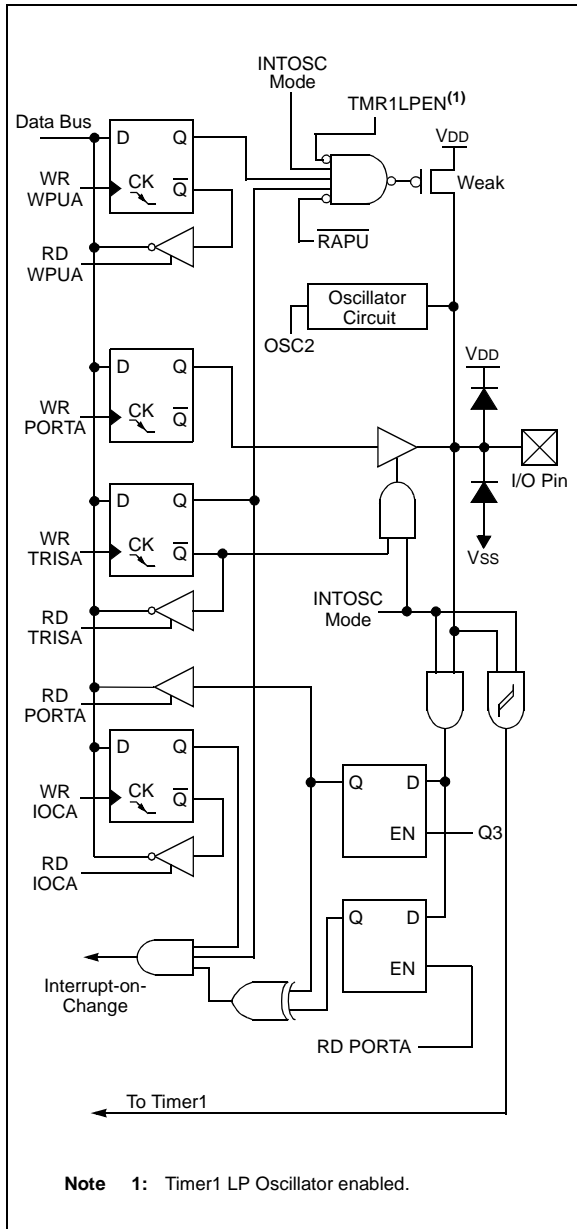 INTOSC
Mode
TMR1LPEN(1)
Data Bus
D Q
VDD
WR
WPUA
CK Q
Weak
RD
WPUA
RAPU
Oscillator
Circuit
OSC2
D Q
VDD
WR
PORTA
CK Q
I/O Pin
D Q
WR
TRISA
CK Q
VSS
INTOSC
Mode
RD
TRISA
RD
PORTA
D Q
Q D
WR
IOCA
CK Q
EN Q3
RD
IOCA
Q D
EN
Interrupt-on-
Change
RD PORTA
To Timer1
Note 1: Timer1 LP Oscillator enabled.